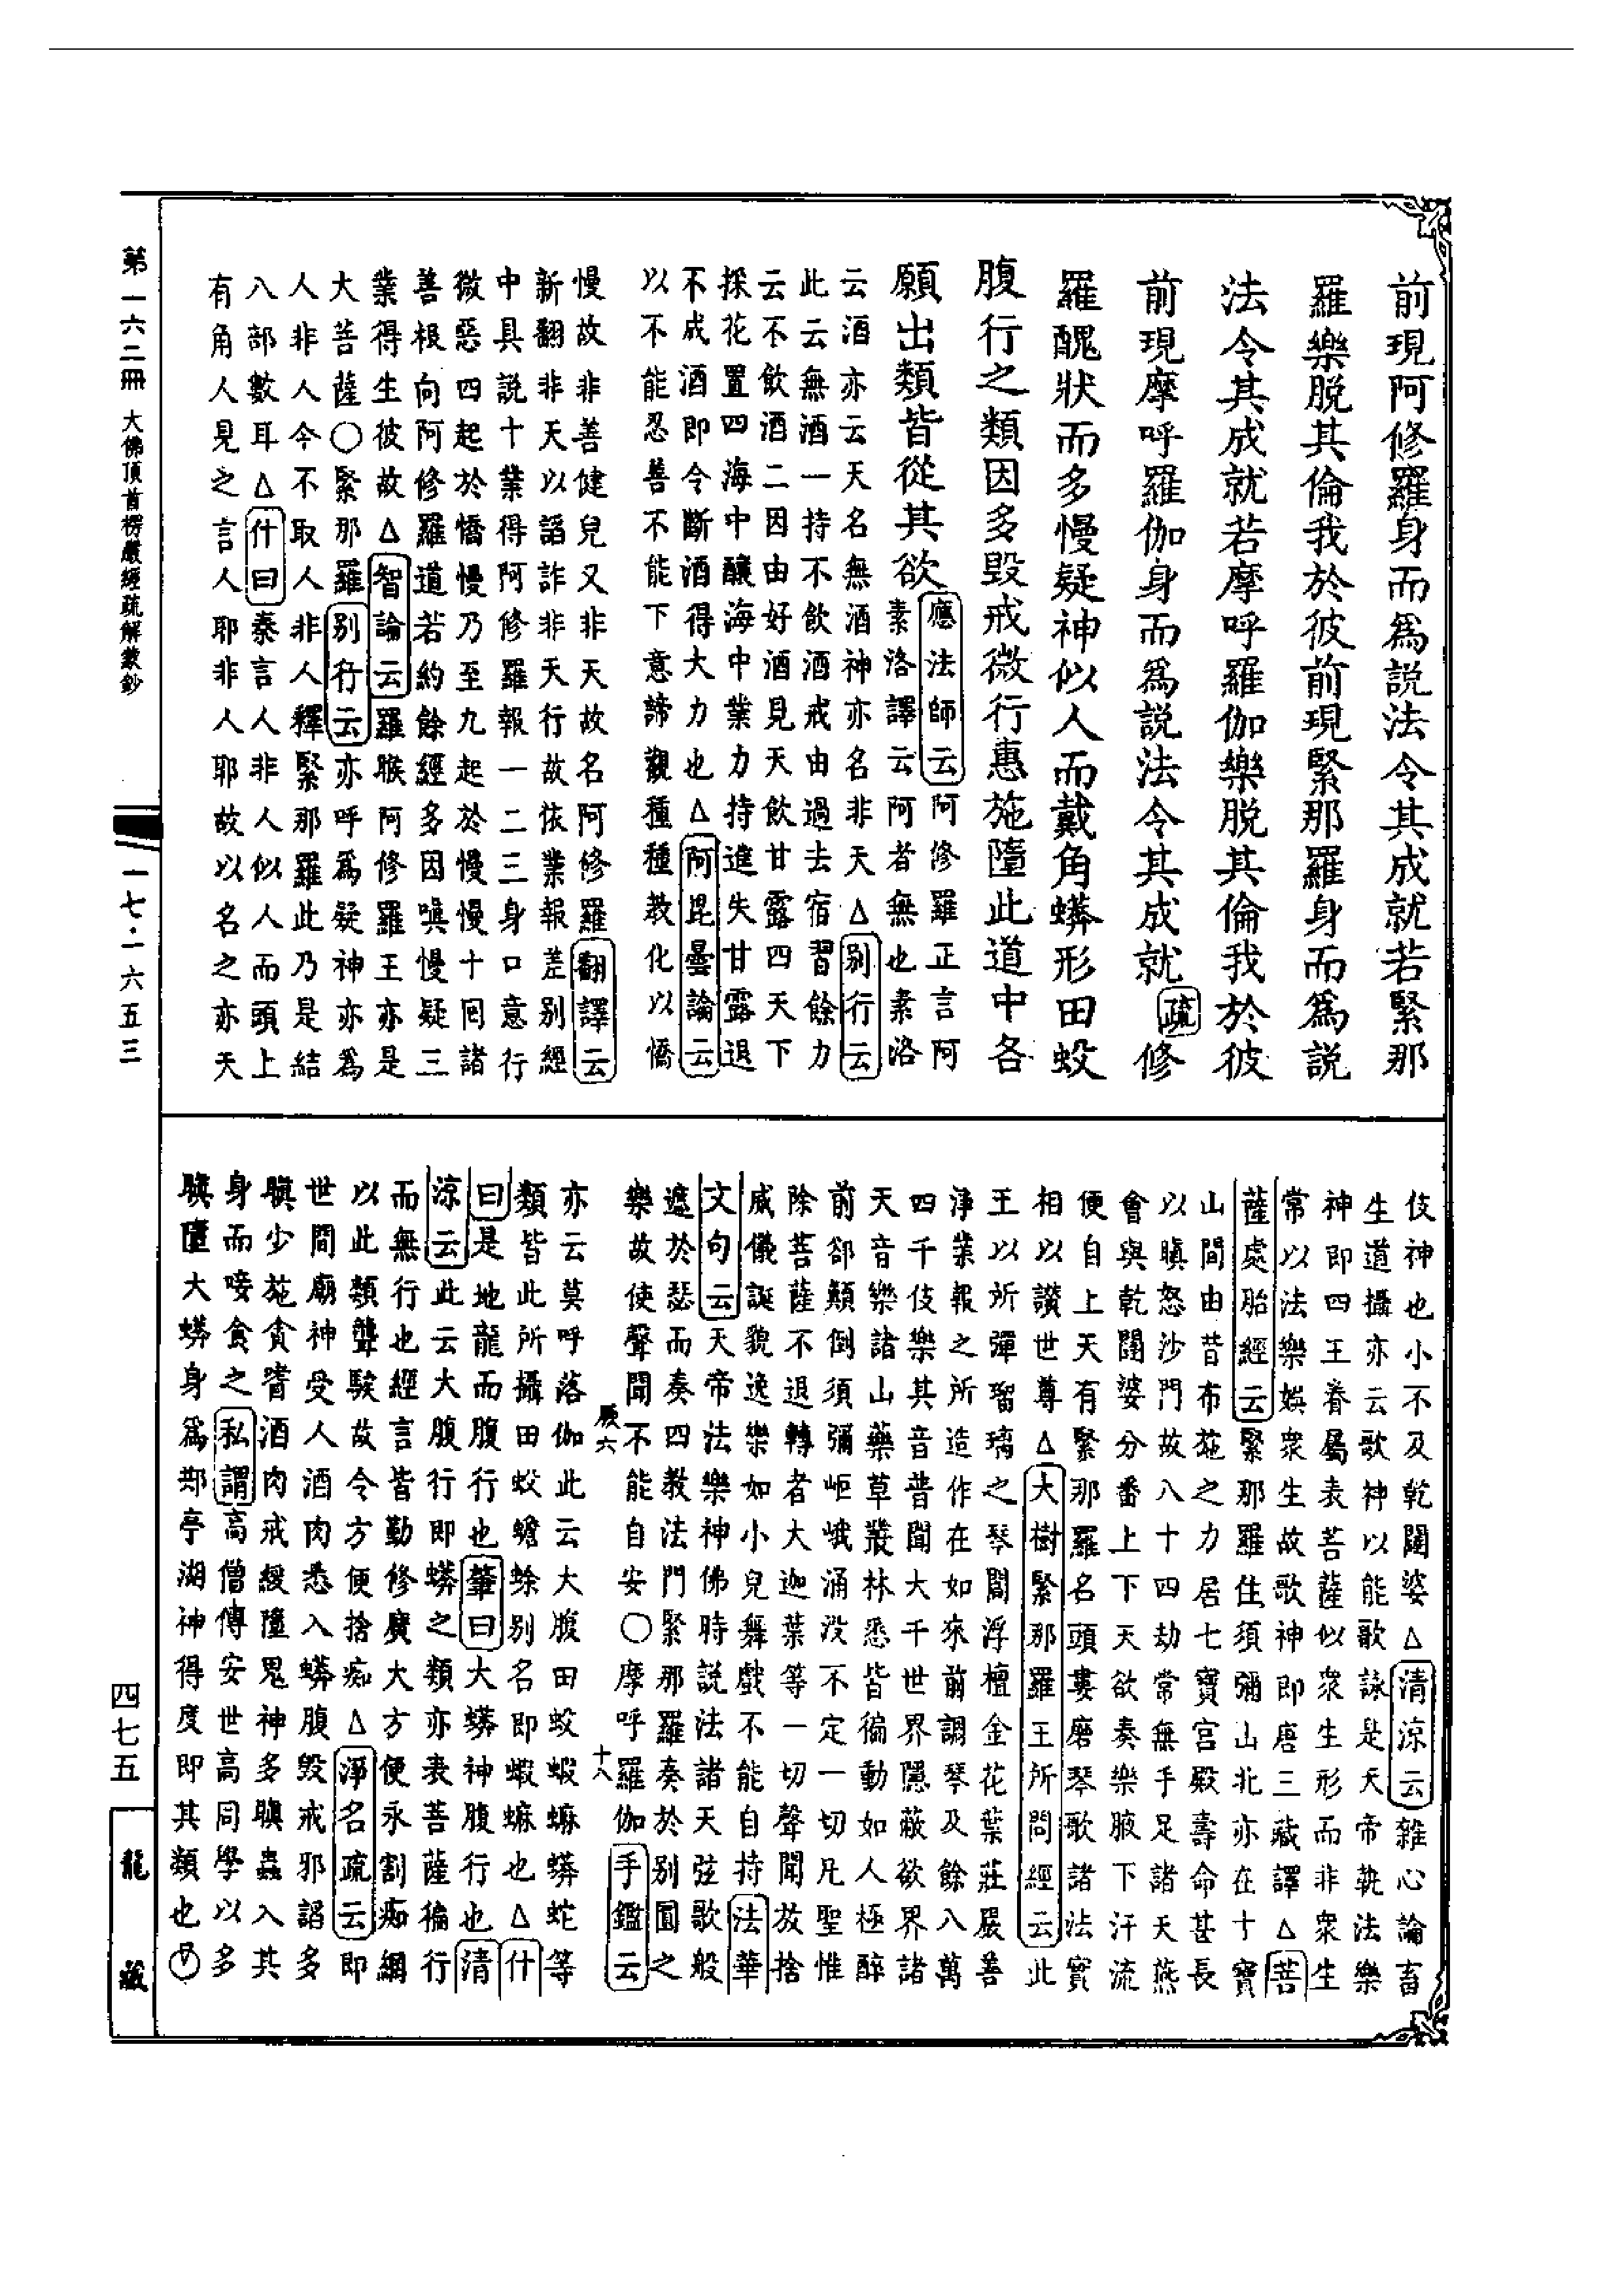 前現阿修羅身而爲說法令其成就若緊那
羅樂脫其倫我於彼前現緊那羅身而爲說
法令其成就若摩呼羅伽樂脫其倫我於彼
前現摩呼羅伽身而爲說法令其成就疏修
羅醜狀而多慢疑神似人而戴角蟒形田蛟
腹行之類因多毀戒微行惠施墮此道中各
願出類皆從其欲應法師云阿修羅正言阿
素洛譯云阿者無也素洛
云酒亦云天名無酒神亦名非天△別行云
此云無酒一持不飲酒戒由過去宿習餘力
云不飲酒二因由好酒見天飲甘露四天下
採花置四海中釀海中業力持進失甘露退
不成酒即令斷酒得大力也△阿毘曇論云
以不能忍善不能下意諦觀種種教化以憍
慢故非善健兒又非天故名阿修羅翻譯云
新翻非天以諂詐非天行故依業報差別經
中具說十業得阿修羅報一二三身口意行
微惡四起於憍慢乃至九起於慢慢十回諸
善根向阿修羅道若約餘經多因嗔慢疑三
業得生彼故△智論云羅睺阿修羅王亦是
大菩薩○緊那羅別行云亦呼爲疑神亦爲
人非人今不取人非人釋緊那羅此乃是結
八部數耳△什曰秦言人非人似人而頭上
有角人見之言人耶非人耶故以名之亦天
伎神也小不及乾闥婆△清涼云雜心論畜
生道攝亦云歌神以能歌詠是天帝執法樂
神即四王眷屬表菩薩似衆生形而非衆生
常以法樂娛衆生故歌神即唐三藏譯△菩
薩處胎經云緊那羅住須彌山北亦在十寶
山間由昔布施之力居七寶宮殿壽命甚長
以瞋怒沙門故八十四劫常無手足諸天燕
會與乾闥婆分番上下天欲奏樂腋下汗流
便自上天有緊那羅名頭婁磨琴歌諸法實
相以讚世尊△大樹緊那羅王所問經云此
王以所彈瑠璃之琴閻浮檀金花葉莊嚴善
淨業報之所造作在如來前調琴及餘八萬
四千伎樂其音普聞大千世界隱蔽欲界諸
天音樂諸山藥草叢林悉皆徧動如人極醉
前卻顛倒須彌岠峨涌没不定一切凡聖惟
除菩薩不退轉者大迦葉等一切聲聞放捨
威儀誕貌逸樂如小兒舞戲不能自持法華
文句云天帝法樂神佛時說法諸天弦歌般
遮於瑟而奏四教法門緊那羅奏於別圓之
樂故使聲聞不能自安○摩呼羅伽手鑑云
亦云莫呼落伽此云大腹田蛟蝦蟆蟒蛇等
類皆此所攝田蛟蟾蜍別名即蝦蟆也△什
曰是地龍而腹行也肇曰大蟒神腹行也清
涼云此云大腹行即蟒之類亦表菩薩徧行
而無行也經言皆勤修廣大方便永割痴網
以此類聾騃故令方便捨痴△淨名疏云即
世間廟神受人酒肉悉入蟒腹毀戒邪諂多
瞋少施貪嗜酒肉戒緩墮鬼神多瞋蟲入其
身而唼食之私謂高僧傳安世高同學以多
瞋墮大蟒身爲䢼亭湖神得度即其類也
第一六二冊 大佛頂首楞嚴經疏解蒙鈔
一七·一六五三
四七五
龍藏